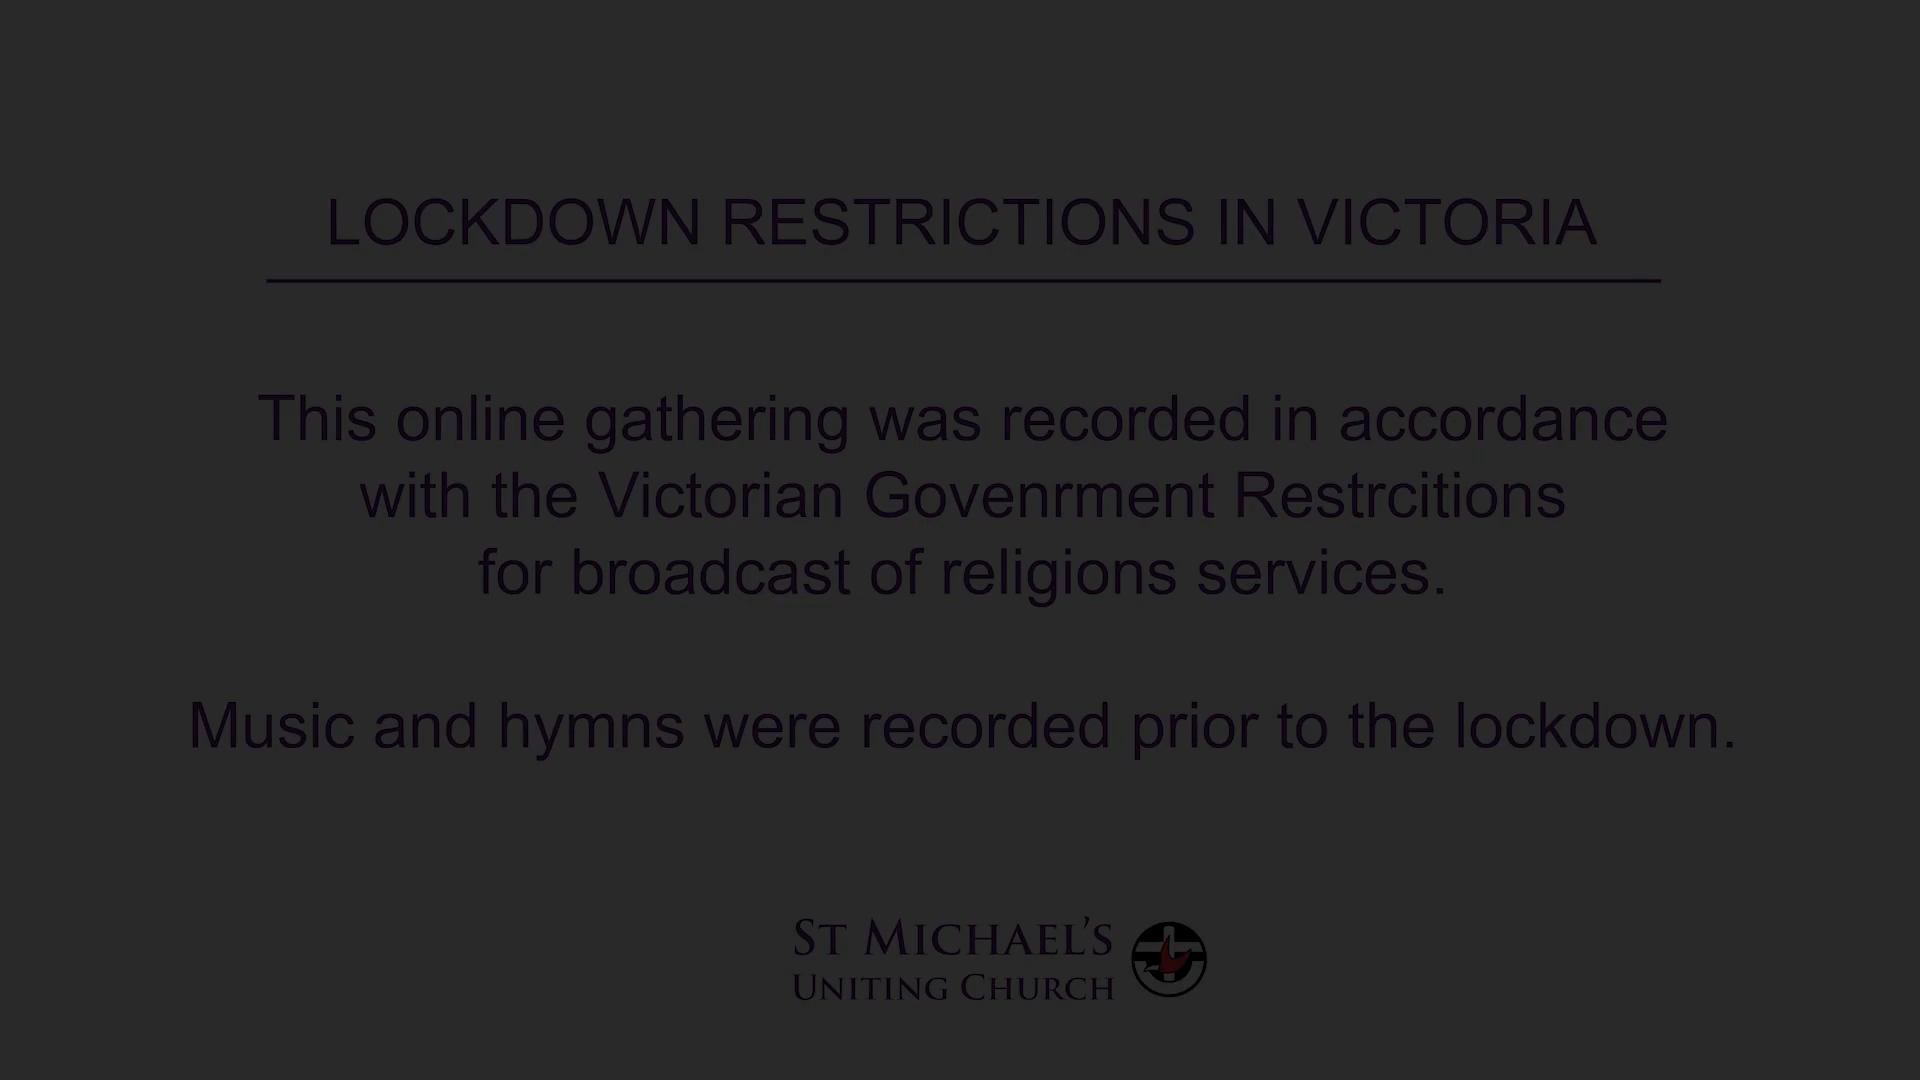 LOCKDOWN RESTRICTIONS IN VICTORIA
This online gathering was recorded in accordance
with the Victorian Govenrment Restrcitions
for broadcast of religions services.
Music and hymns were recorded prior to the lockdown.
ST MICHAEL'S
UNITING CHURCH